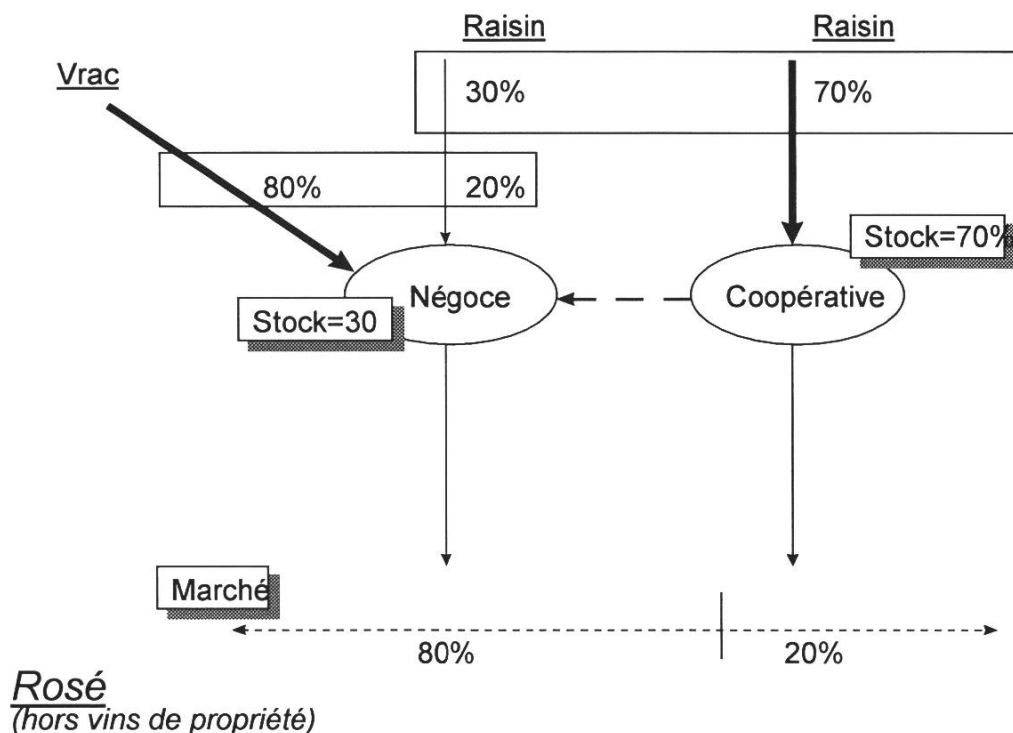 Raisin Raisin
Vrac
30% 70%
80% 20%
Stock=70%
Négoce Coopérative
Stock=30
Marché
80% 20%
Rosé
(hors vins de propriété)